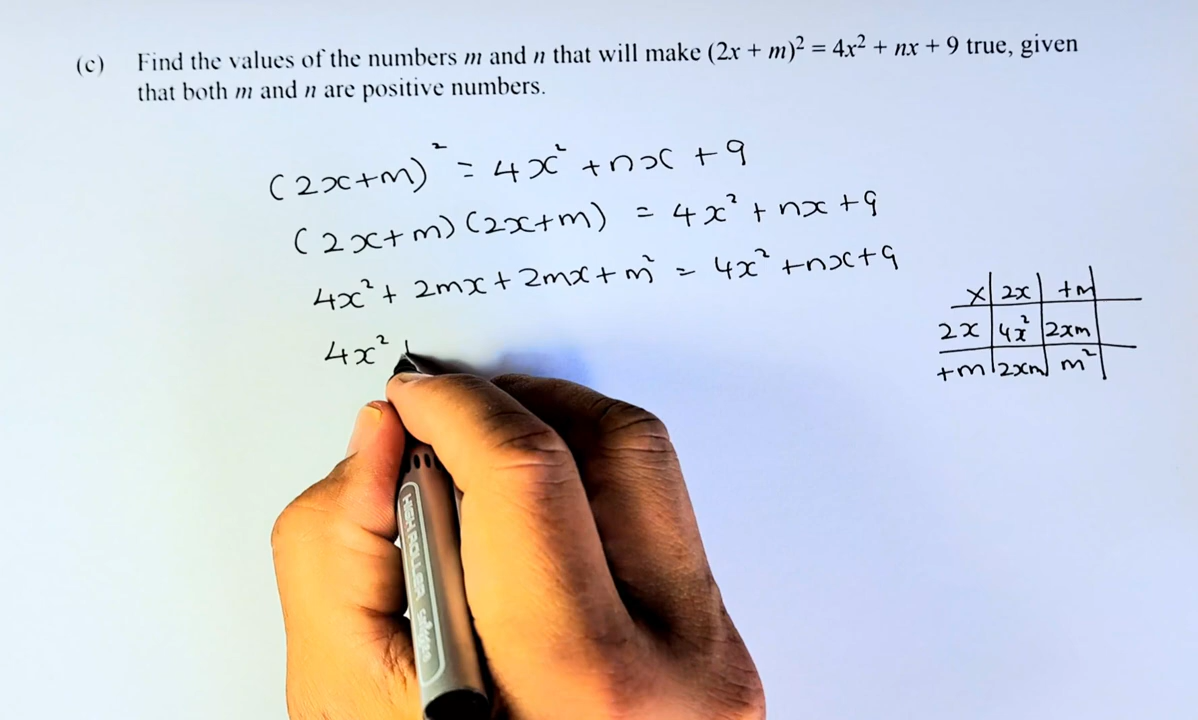 (c) Find the values of the numbers m and n that will make (2x + m)² = 4x² + nx + 9 true, given
that both m and n are positive numbers.
(2x+m)² = 4x² + nx + 9
(2x+m)(2x+m) = 4x² + nx + 9
4x² + 2mx + 2mx + m² = 4x² + nx + 9
4x² +
x 2x +m
2x 4x² 2xm
+m 2xm m²
HIGH ROLLER